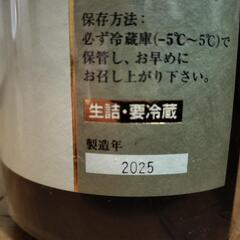 保存方法:
必ず冷蔵庫(−5℃〜5℃)で
保管し、お早めに
お召し上がり下さい。
生詰・要冷蔵
製造年
2025